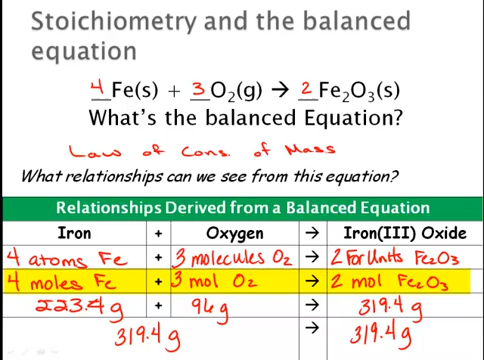 Stoichiometry and the balanced
equation
4 Fe(s) + 3 O₂(g) → 2 Fe₂O₃(s)
What's the balanced Equation?
Law of Cons. of Mass
What relationships can we see from this equation?
Relationships Derived from a Balanced Equation
Iron + Oxygen → Iron(III) Oxide
4 atoms Fe + 3 molecules O₂ → 2 For Units Fe₂O₃
4 moles Fe + 3 mol O₂ → 2 mol Fe₂O₃
223.4 g + 96 g → 319.4 g
319.4 g → 319.4 g